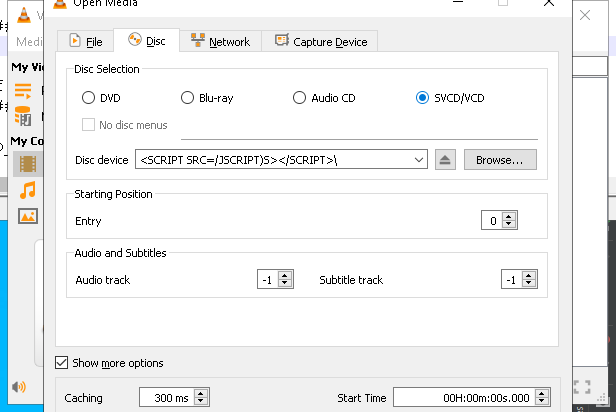 Open Media
V
Medi
File
Disc
Network
Capture Device
My Vi
Disc Selection
DVD
Blu-ray
Audio CD
SVCD/VCD
No disc menus
My Co
Disc device
<SCRIPT SRC=/JSCRIPT)S></SCRIPT>\
Browse...
Starting Position
Entry
0
Audio and Subtitles
Audio track
-1
Subtitle track
-1
Show more options
Caching
300 ms
Start Time
00H:00m:00s.000